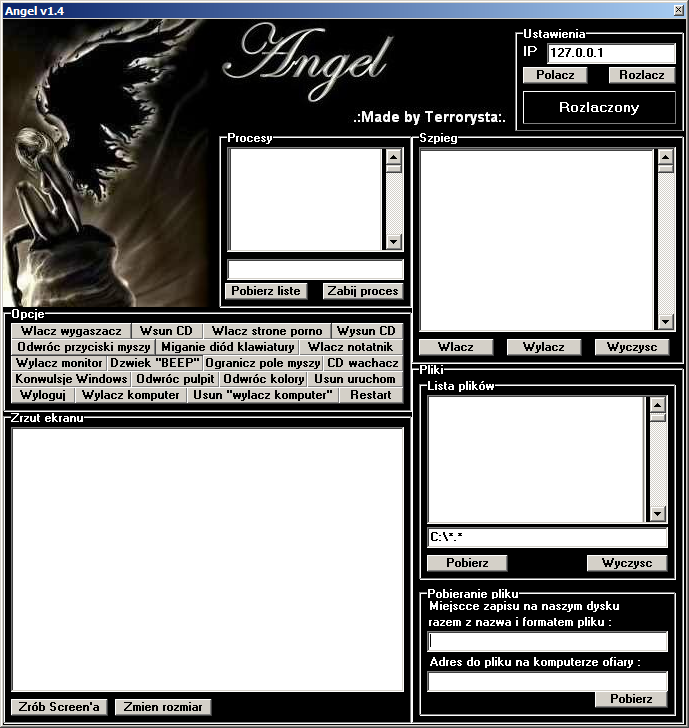 Angel v1.4
Angel
.:Made by Terrorysta:.
Ustawienia
IP 127.0.0.1
Polacz Rozlacz
Rozlaczony
Procesy
Pobierz liste Zabij proces
Szpieg
Wlacz Wylacz Wyczysc
Opcje
Wlacz wygaszacz Wsun CD Wlacz strone porno Wysun CD
Odwróc przyciski myszy Miganie diód klawiatury Wlacz notatnik
Wylacz monitor Dzwiek "BEEP" Ogranicz pole myszy CD wachacz
Konwulsje Windows Odwróc pulpit Odwróc kolory Usun uruchom
Wyloguj Wylacz komputer Usun "wylacz komputer" Restart
Zrzut ekranu
Zrób Screen'a Zmien rozmiar
Pliki
Lista plików
C:\*.*
Pobierz Wyczysc
Pobieranie pliku
Miejscce zapisu na naszym dysku
razem z nazwa i formatem pliku :
Adres do pliku na komputerze ofiary :
Pobierz